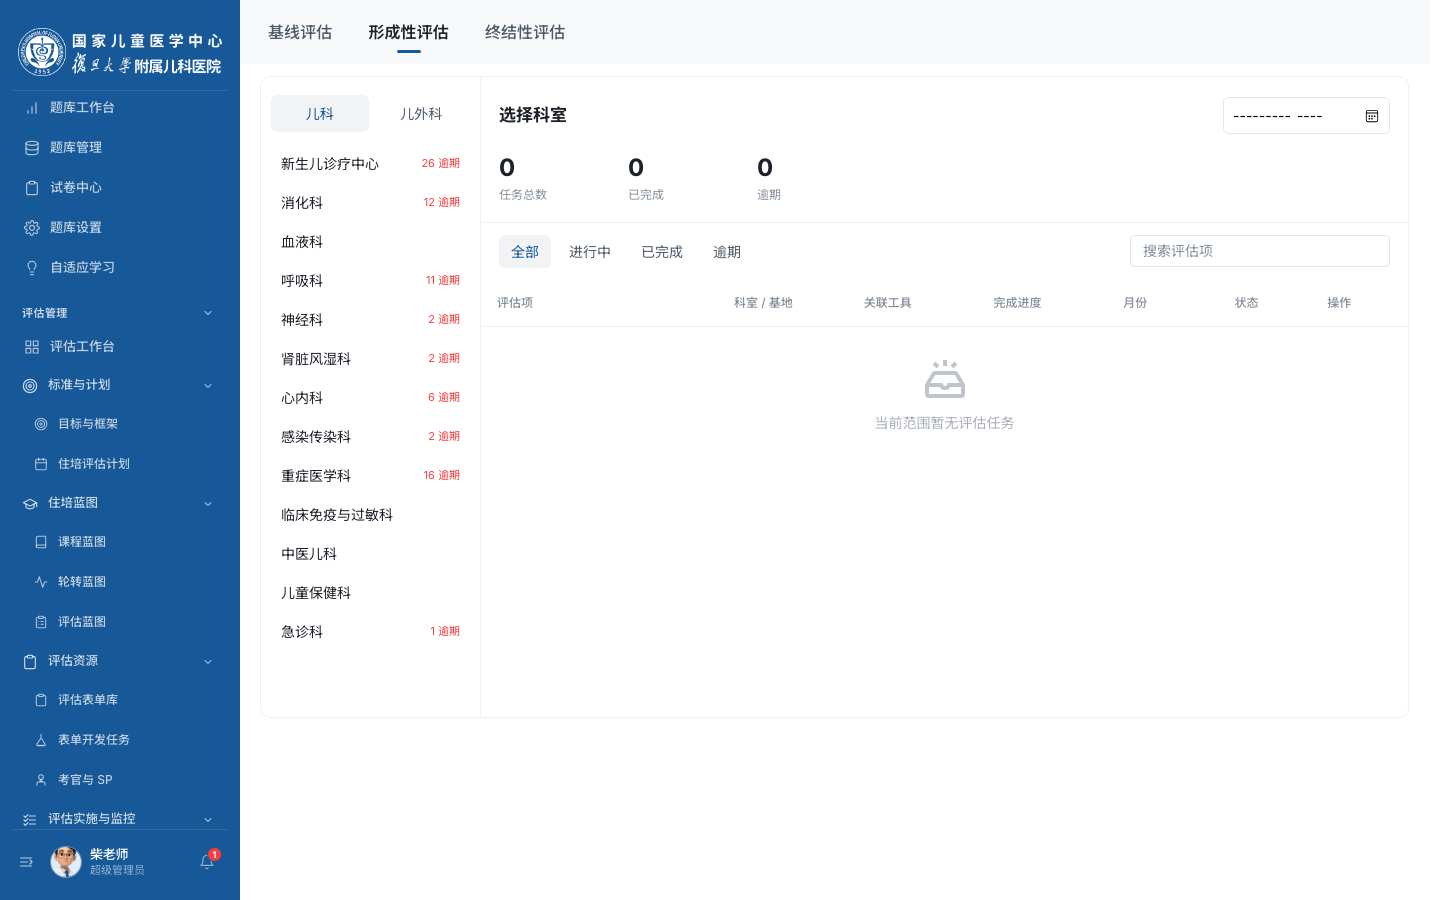 国家儿童医学中心
復旦大学附属儿科医院
1952
题库工作台
题库管理
试卷中心
题库设置
自适应学习
评估管理
评估工作台
标准与计划
目标与框架
住培评估计划
住培蓝图
课程蓝图
轮转蓝图
评估蓝图
评估资源
评估表单库
表单开发任务
考官与 SP
评估实施与监控
柴老师
超级管理员
1
基线评估
形成性评估
终结性评估
儿科
儿外科
新生儿诊疗中心 26 逾期
消化科 12 逾期
血液科
呼吸科 11 逾期
神经科 2 逾期
肾脏风湿科 2 逾期
心内科 6 逾期
感染传染科 2 逾期
重症医学科 16 逾期
临床免疫与过敏科
中医儿科
儿童保健科
急诊科 1 逾期
选择科室
--------- ----
0 0 0
任务总数 已完成 逾期
全部 进行中 已完成 逾期
搜索评估项
评估项 科室 / 基地 关联工具 完成进度 月份 状态 操作
当前范围暂无评估任务